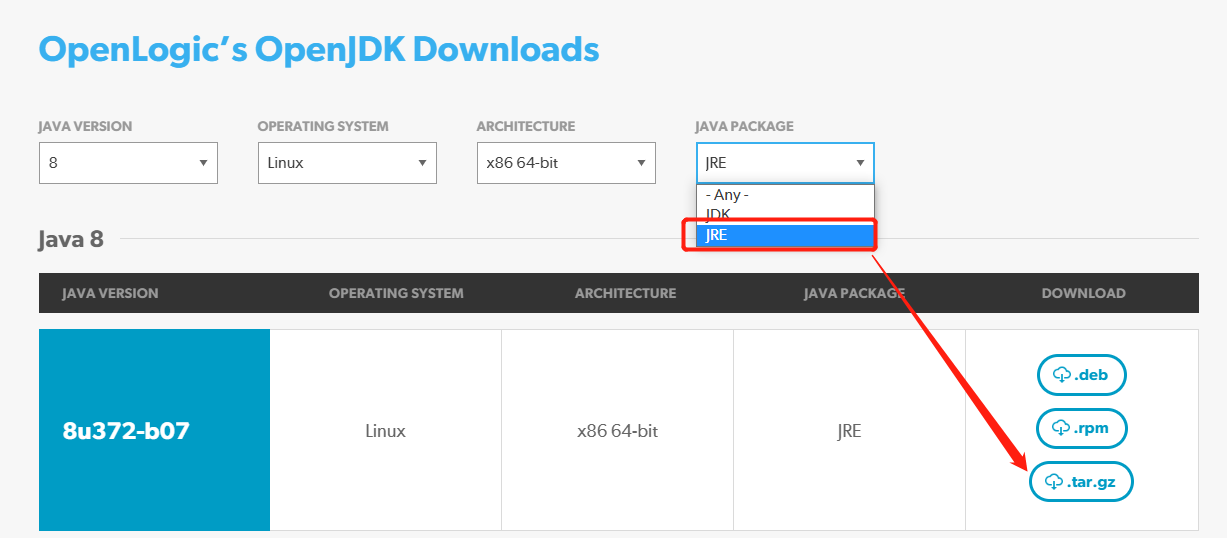 OpenLogic's OpenJDK Downloads
JAVA VERSION OPERATING SYSTEM ARCHITECTURE JAVA PACKAGE
8 Linux x86 64-bit JRE
- Any -
JDK
JRE
Java 8
JAVA VERSION OPERATING SYSTEM ARCHITECTURE JAVA PACKAGE DOWNLOAD
.deb
8u372-b07 Linux x86 64-bit JRE .rpm
.tar.gz